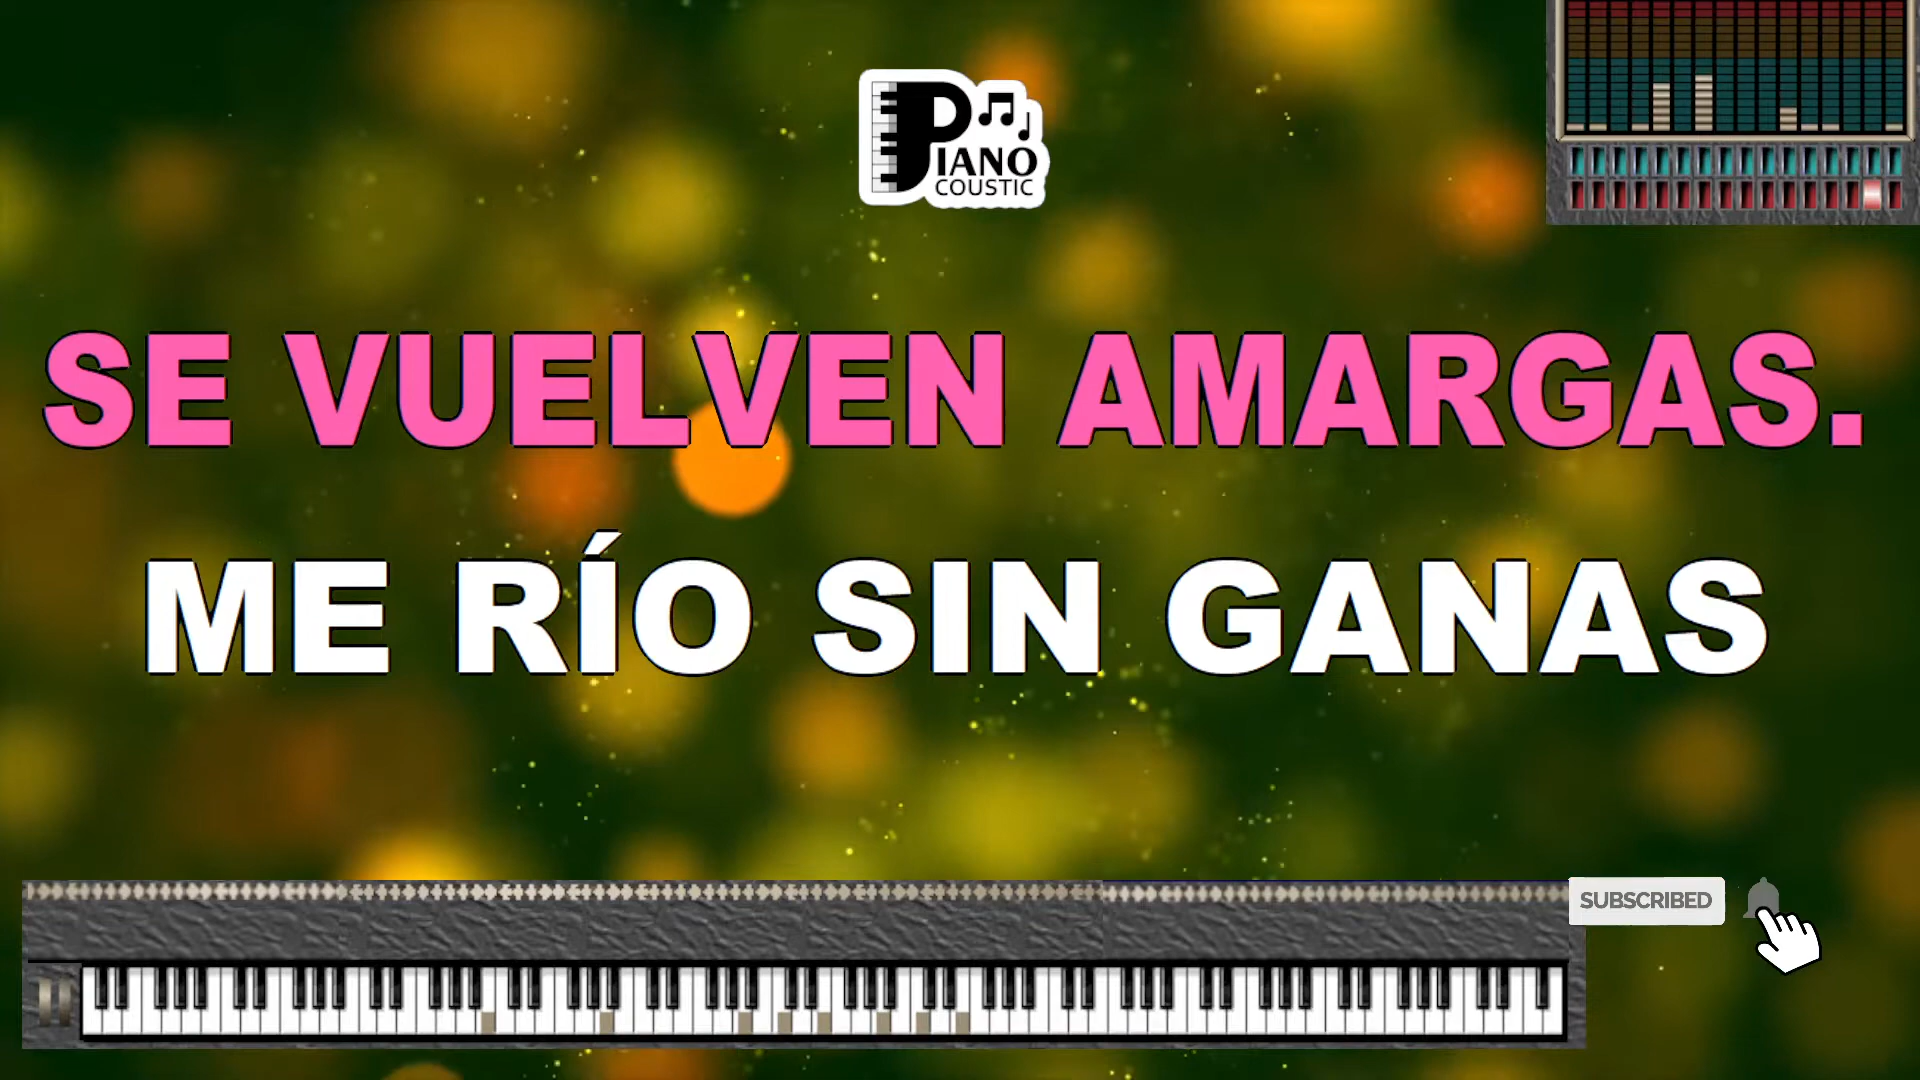 PIANO
COUSTIC
SE VUELVEN AMARGAS.
ME RÍO SIN GANAS
SUBSCRIBED